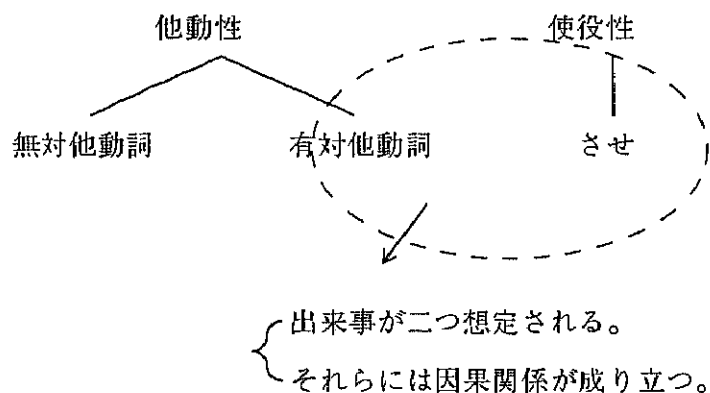 他動性 使役性
無対他動詞 有対他動詞 させ
出来事が二つ想定される。
それらには因果関係が成り立つ。